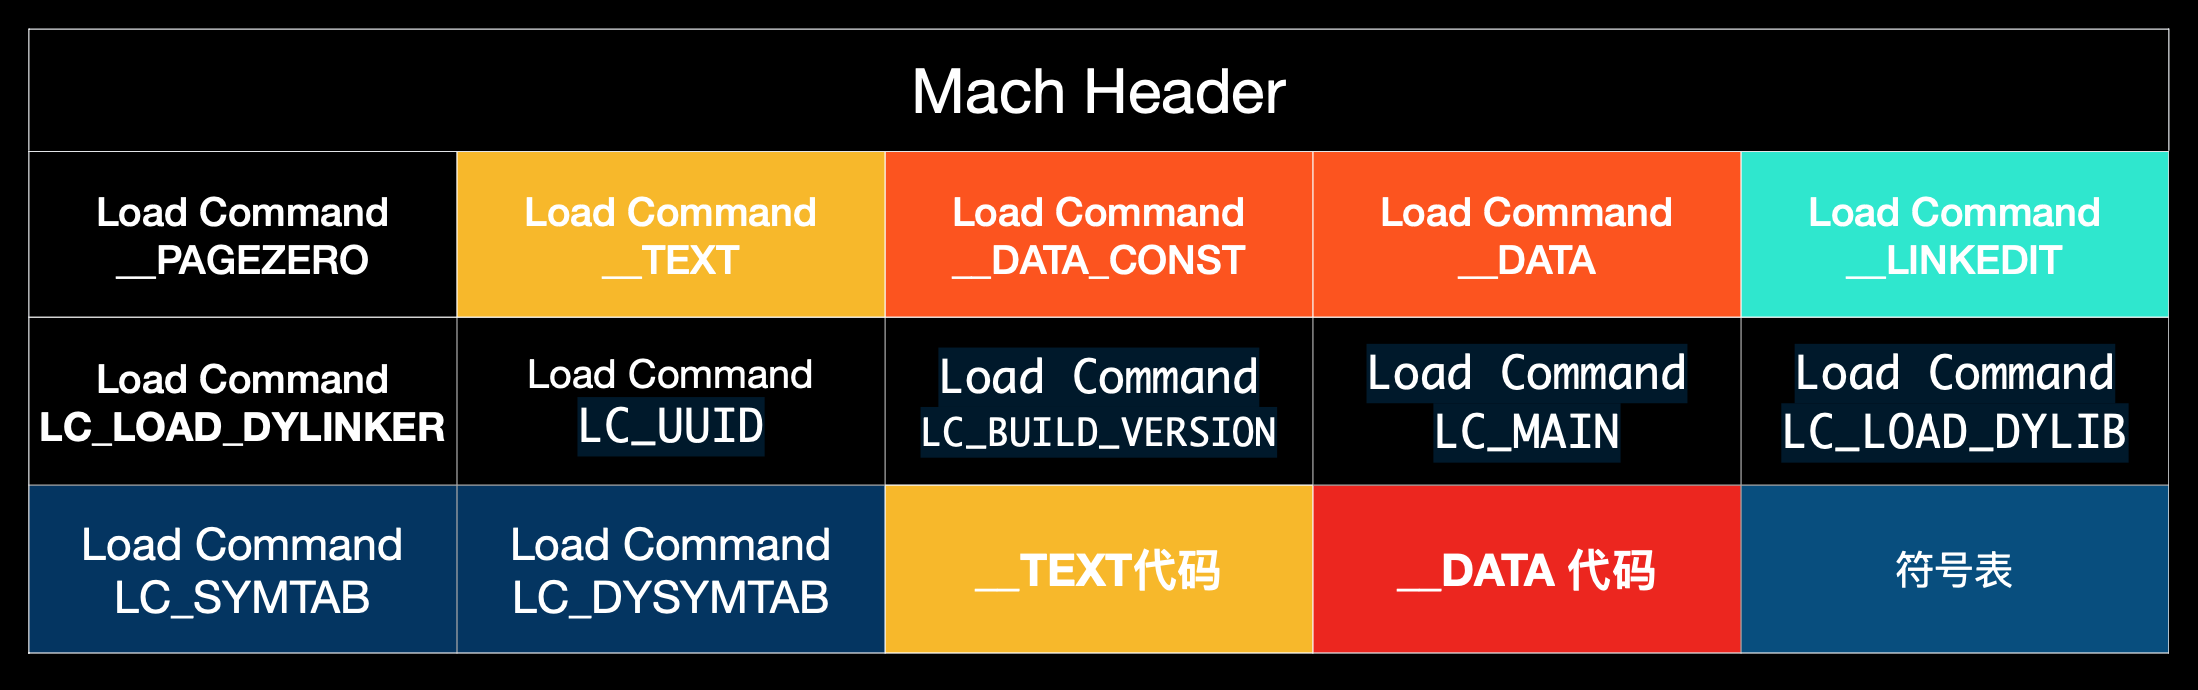 Mach Header
Load Command
__PAGEZERO
Load Command
__TEXT
Load Command
__DATA_CONST
Load Command
__DATA
Load Command
__LINKEDIT
Load Command
LC_LOAD_DYLINKER
Load Command
LC_UUID
Load Command
LC_BUILD_VERSION
Load Command
LC_MAIN
Load Command
LC_LOAD_DYLIB
Load Command
LC_SYMTAB
Load Command
LC_DYSYMTAB
__TEXT代码
__DATA 代码
符号表